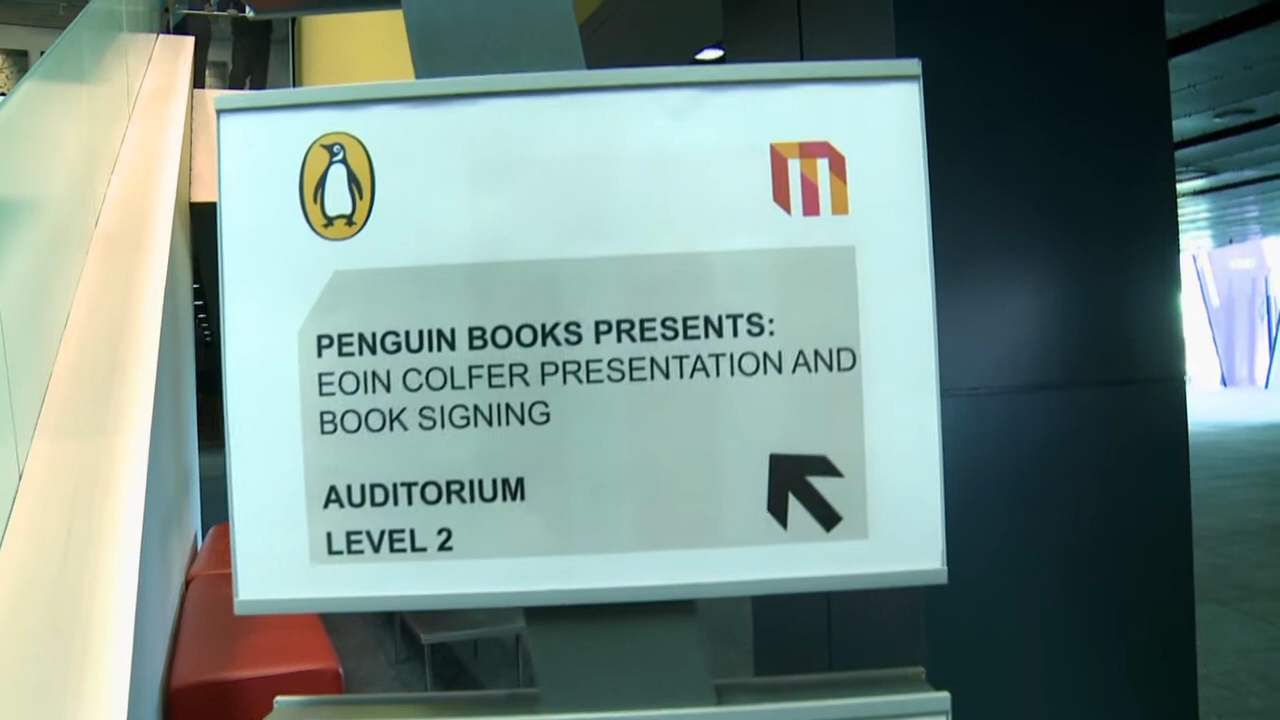 PENGUIN BOOKS PRESENTS:
EOIN COLFER PRESENTATION AND
BOOK SIGNING
AUDITORIUM
LEVEL 2